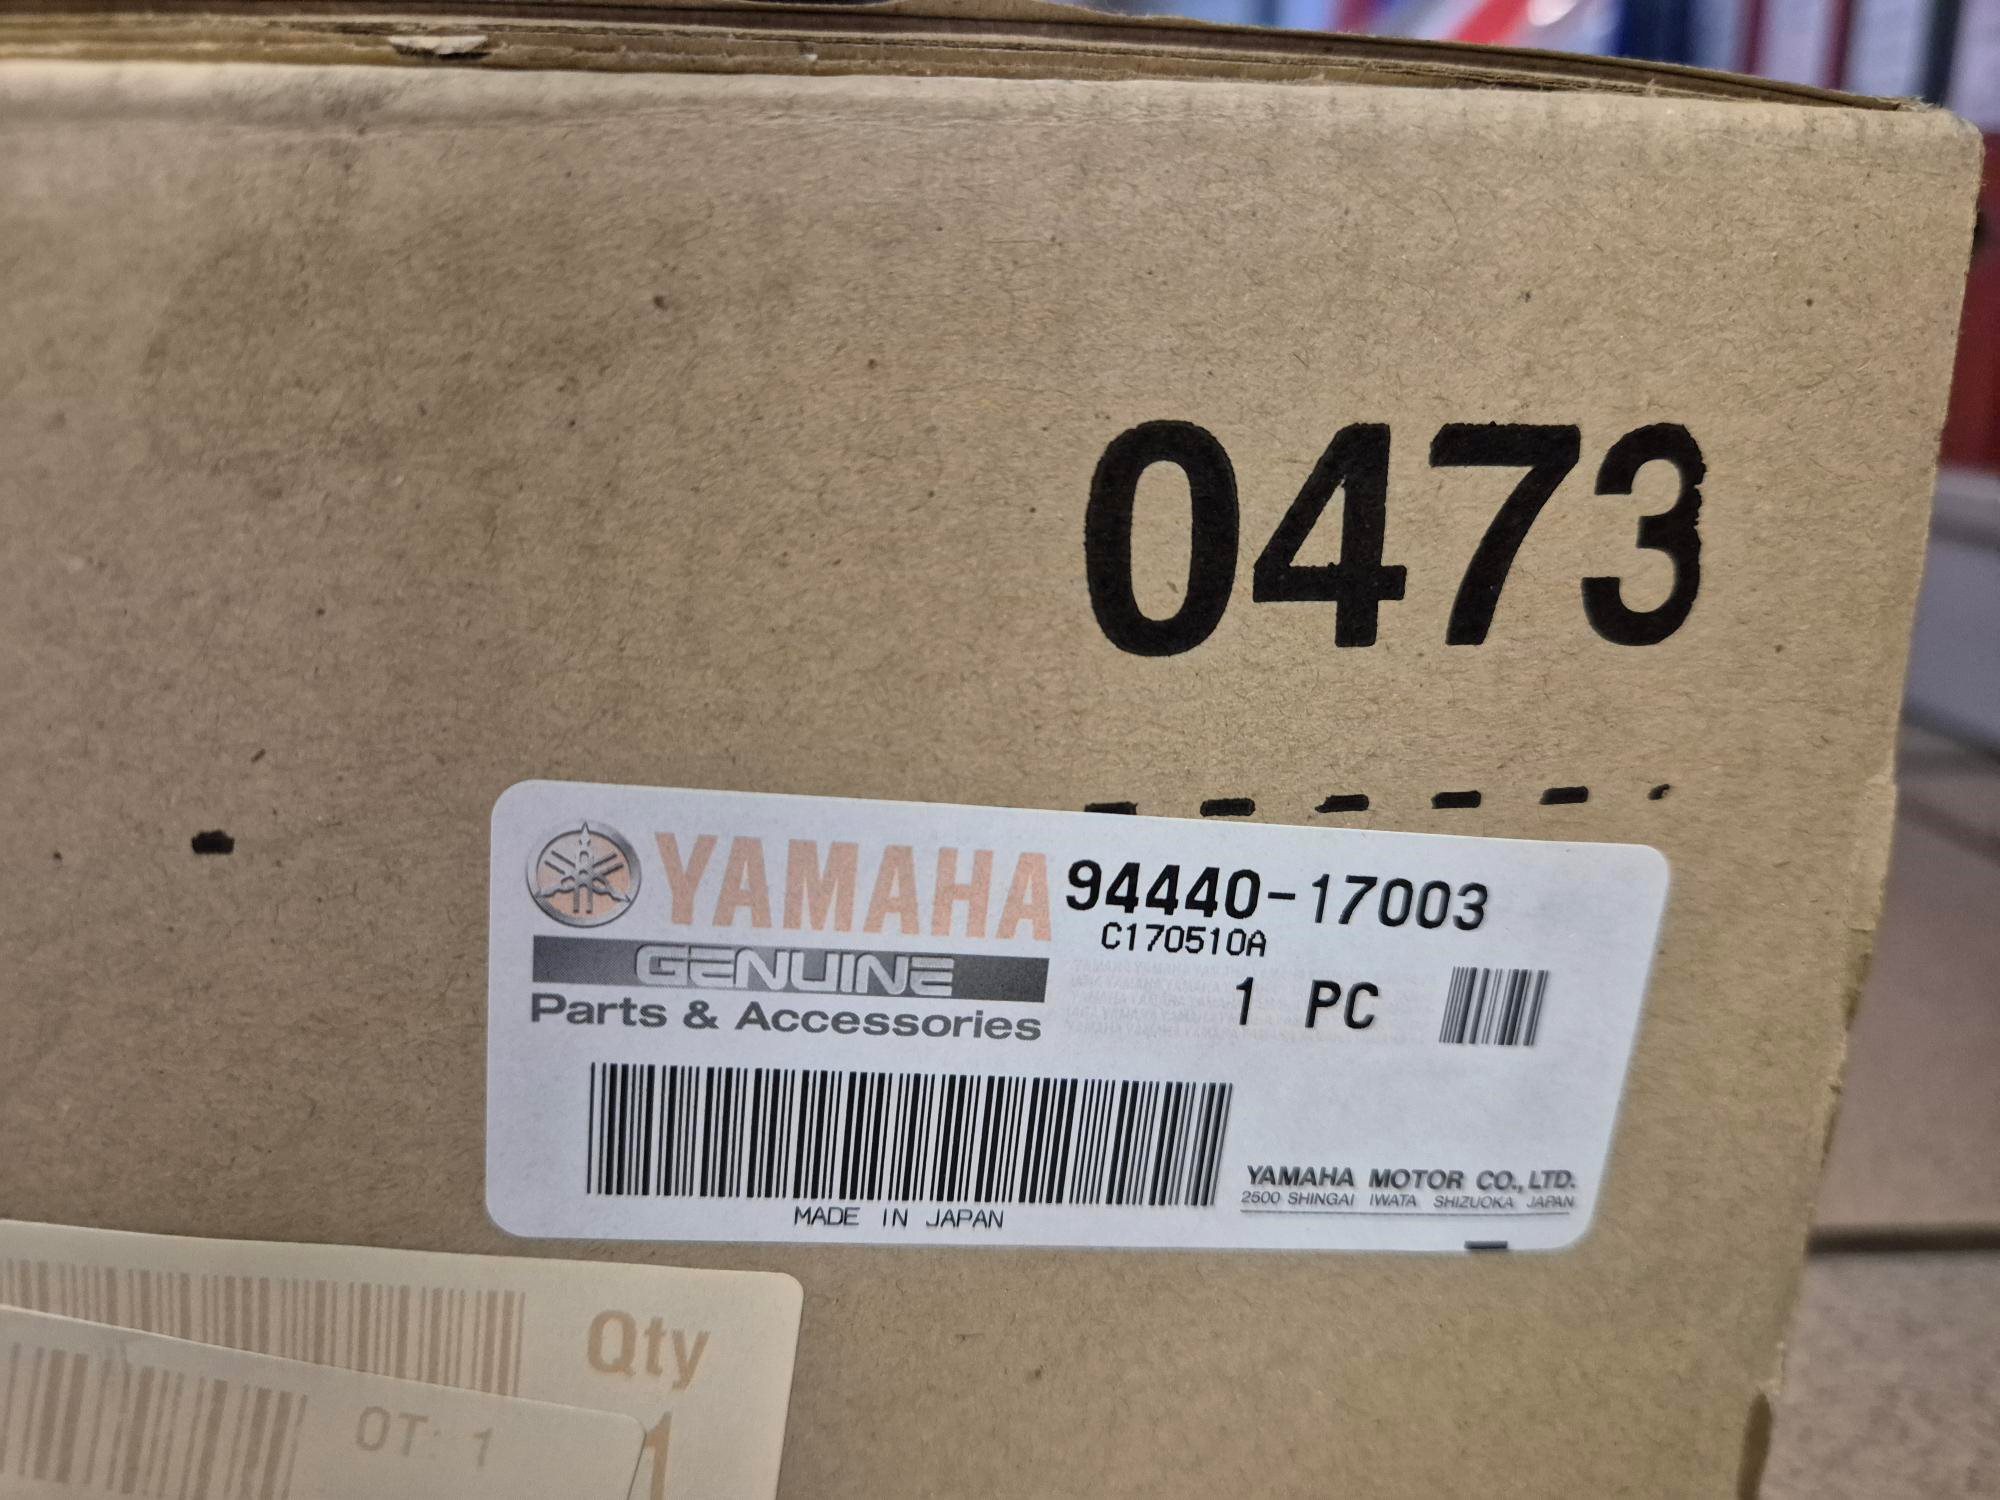 0473
YAMAHA
GENUINE
Parts & Accessories
94440-17003
C170510A
1 PC
MADE IN JAPAN
YAMAHA MOTOR CO., LTD.
2500 SHINGAI IWATA SHIZUOKA JAPAN
Qty
1
OT: 1